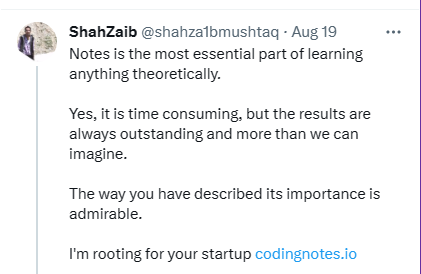 ShahZaib @shahza1bmushtaq · Aug 19 ···
Notes is the most essential part of learning
anything theoretically.
Yes, it is time consuming, but the results are
always outstanding and more than we can
imagine.
The way you have described its importance is
admirable.
I'm rooting for your startup codingnotes.io